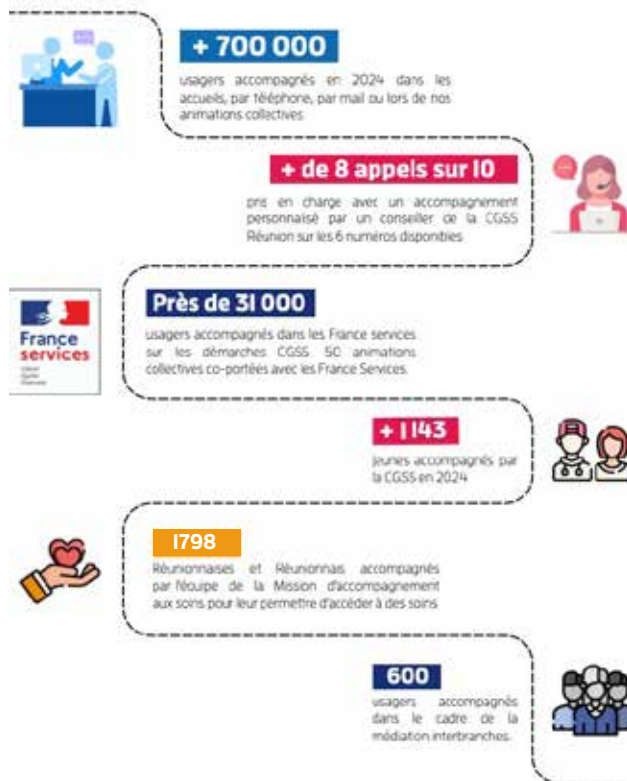 + 700 000
usagers accompagnés en 2024 dans les
accueils, par téléphone, par mail ou lors de nos
animations collectives
+ de 8 appels sur 10
pris en charge avec un accompagnement
personnalisé par un conseiller de la CGSS
Réunion sur les 6 numéros disponibles
France
services
Près de 31 000
usagers accompagnés dans les France services
sur les démarches CGSS. 50 animations
collectives co-portées avec les France Services.
+ 1 143
jeunes accompagnés par
la CGSS en 2024
1798
Réunionnaises et Réunionnais accompagnés
par l'équipe de la Mission d'accompagnement
aux soins pour leur permettre d'accéder à des soins
600
usagers accompagnés
dans le cadre de la
médiation interbranches.